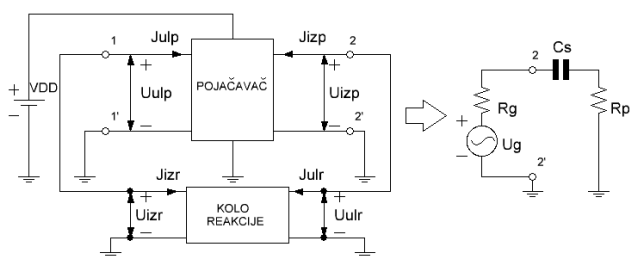 1
Julp
Jizp
2
VDD
+
−
+
Uulp
−
POJAČAVAČ
+
Uizp
−
1'
2'
Jizr
Julr
+
Uizr
−
KOLO
REAKCIJE
+
Uulr
−
2
Cs
Rg
Rp
+
−
Ug
2'